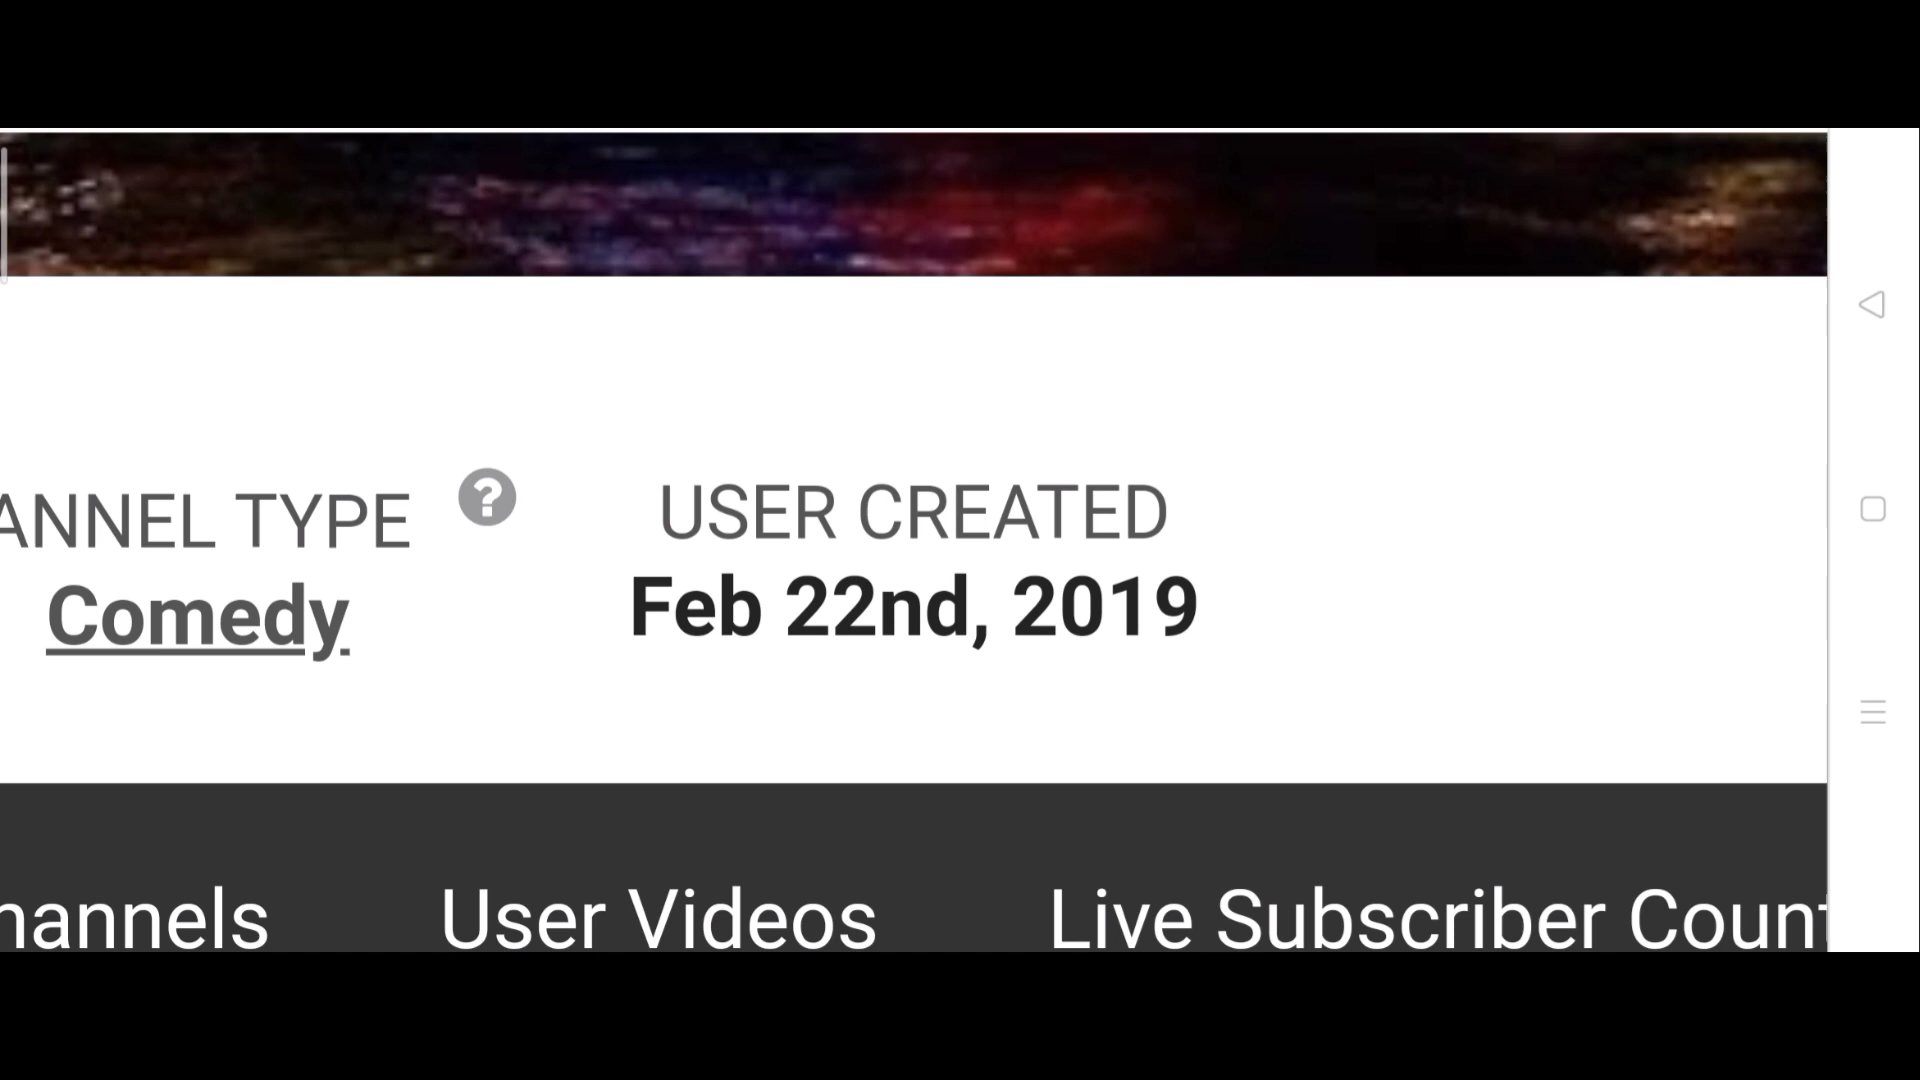 ANNEL TYPE
Comedy
USER CREATED
Feb 22nd, 2019
hannels
User Videos
Live Subscriber Count